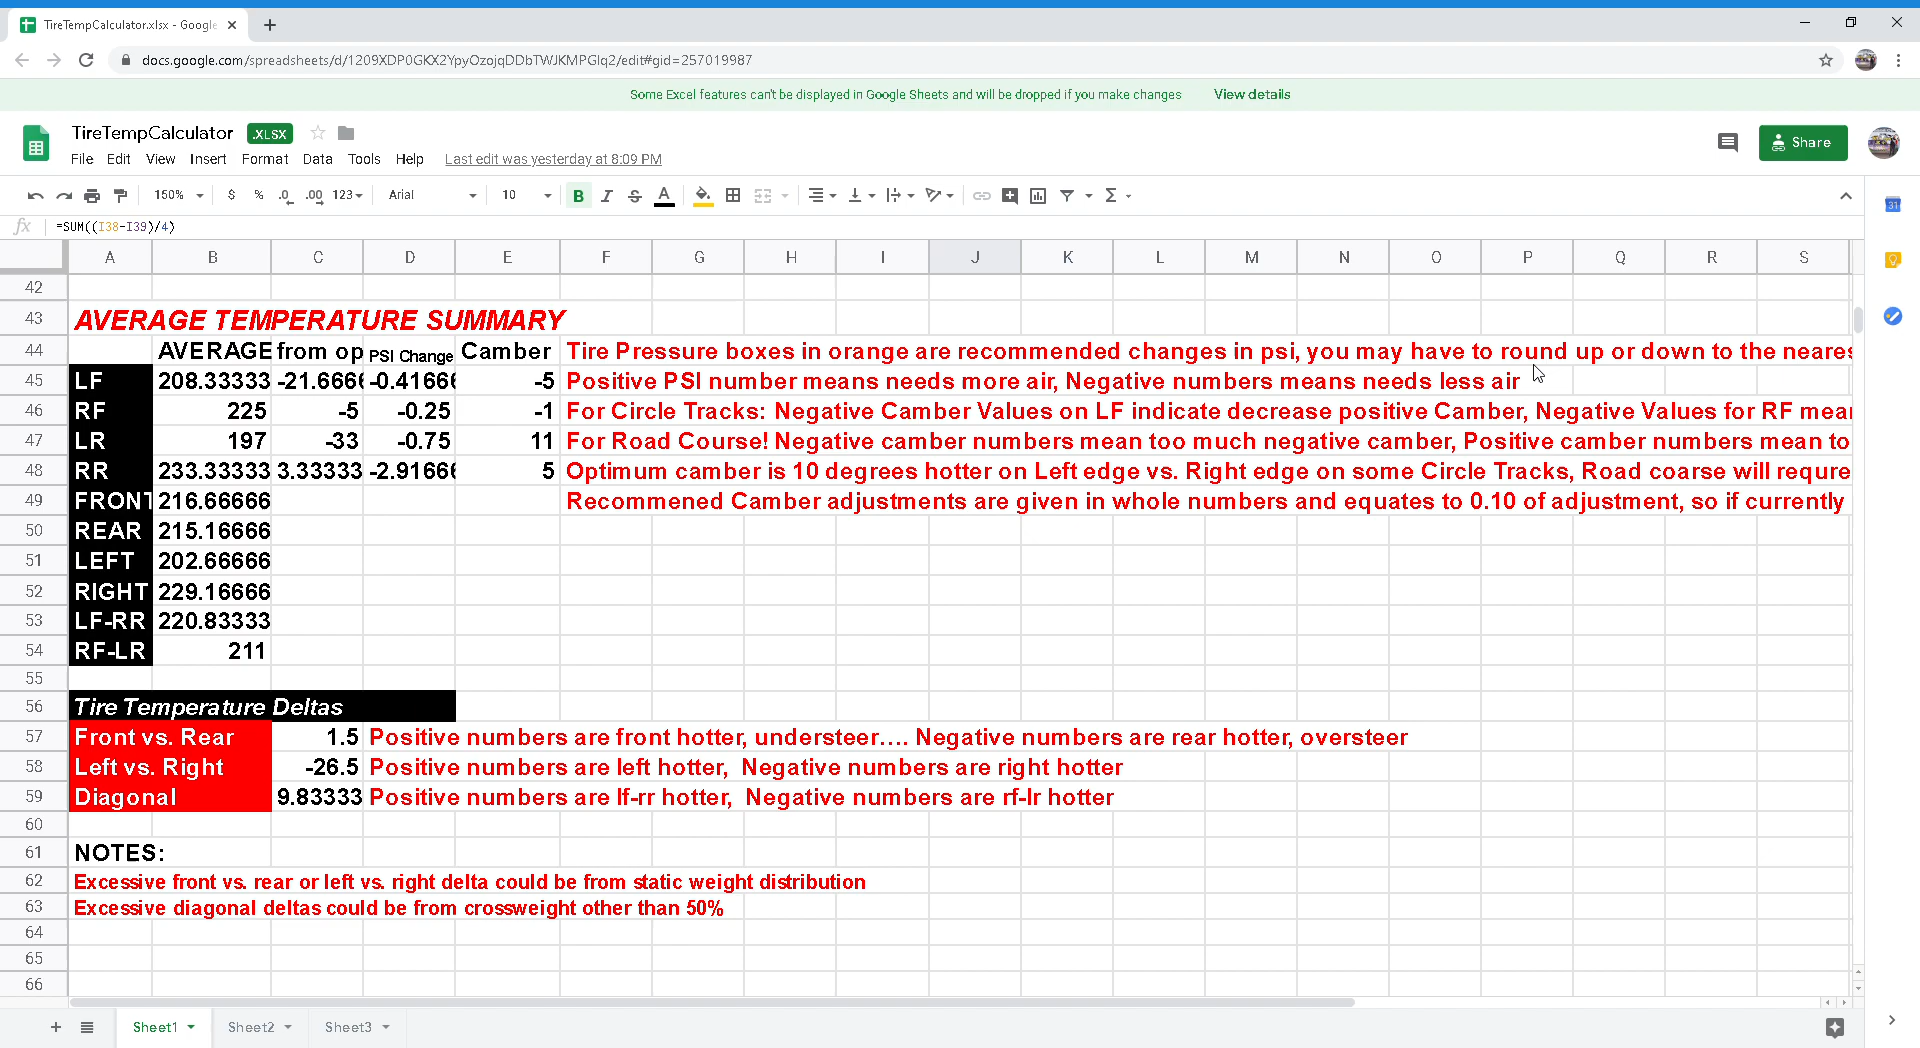 TireTempCalculator.xlsx - Google
docs.google.com/spreadsheets/d/1209XDP0GKX2YpyOzojqDDbTWJKMPGlq2/edit#gid=257019987
Some Excel features can't be displayed in Google Sheets and will be dropped if you make changes View details
TireTempCalculator .XLSX
Share
File Edit View Insert Format Data Tools Help Last edit was yesterday at 8:09 PM
150% $ % .0 .00 123 Arial 10 B I S A Σ
31
fx =SUM((I38-I39)/4)
A B C D E F G H I J K L M N O P Q R S
42
43 AVERAGE TEMPERATURE SUMMARY
44 AVERAGE from op PSI Change Camber Tire Pressure boxes in orange are recommended changes in psi, you may have to round up or down to the neares
45 LF 208.33333 -21.6666 -0.41666 -5 Positive PSI number means needs more air, Negative numbers means needs less air
46 RF 225 -5 -0.25 -1 For Circle Tracks: Negative Camber Values on LF indicate decrease positive Camber, Negative Values for RF mean
47 LR 197 -33 -0.75 11 For Road Course! Negative camber numbers mean too much negative camber, Positive camber numbers mean to
48 RR 233.33333 3.33333 -2.91666 5 Optimum camber is 10 degrees hotter on Left edge vs. Right edge on some Circle Tracks, Road coarse will requre
49 FRONT 216.66666 Recommened Camber adjustments are given in whole numbers and equates to 0.10 of adjustment, so if currently
50 REAR 215.16666
51 LEFT 202.66666
52 RIGHT 229.16666
53 LF-RR 220.83333
54 RF-LR 211
55
56 Tire Temperature Deltas
57 Front vs. Rear 1.5 Positive numbers are front hotter, understeer.... Negative numbers are rear hotter, oversteer
58 Left vs. Right -26.5 Positive numbers are left hotter, Negative numbers are right hotter
59 Diagonal 9.83333 Positive numbers are lf-rr hotter, Negative numbers are rf-lr hotter
60
61 NOTES:
62 Excessive front vs. rear or left vs. right delta could be from static weight distribution
63 Excessive diagonal deltas could be from crossweight other than 50%
64
65
66
Sheet1 Sheet2 Sheet3